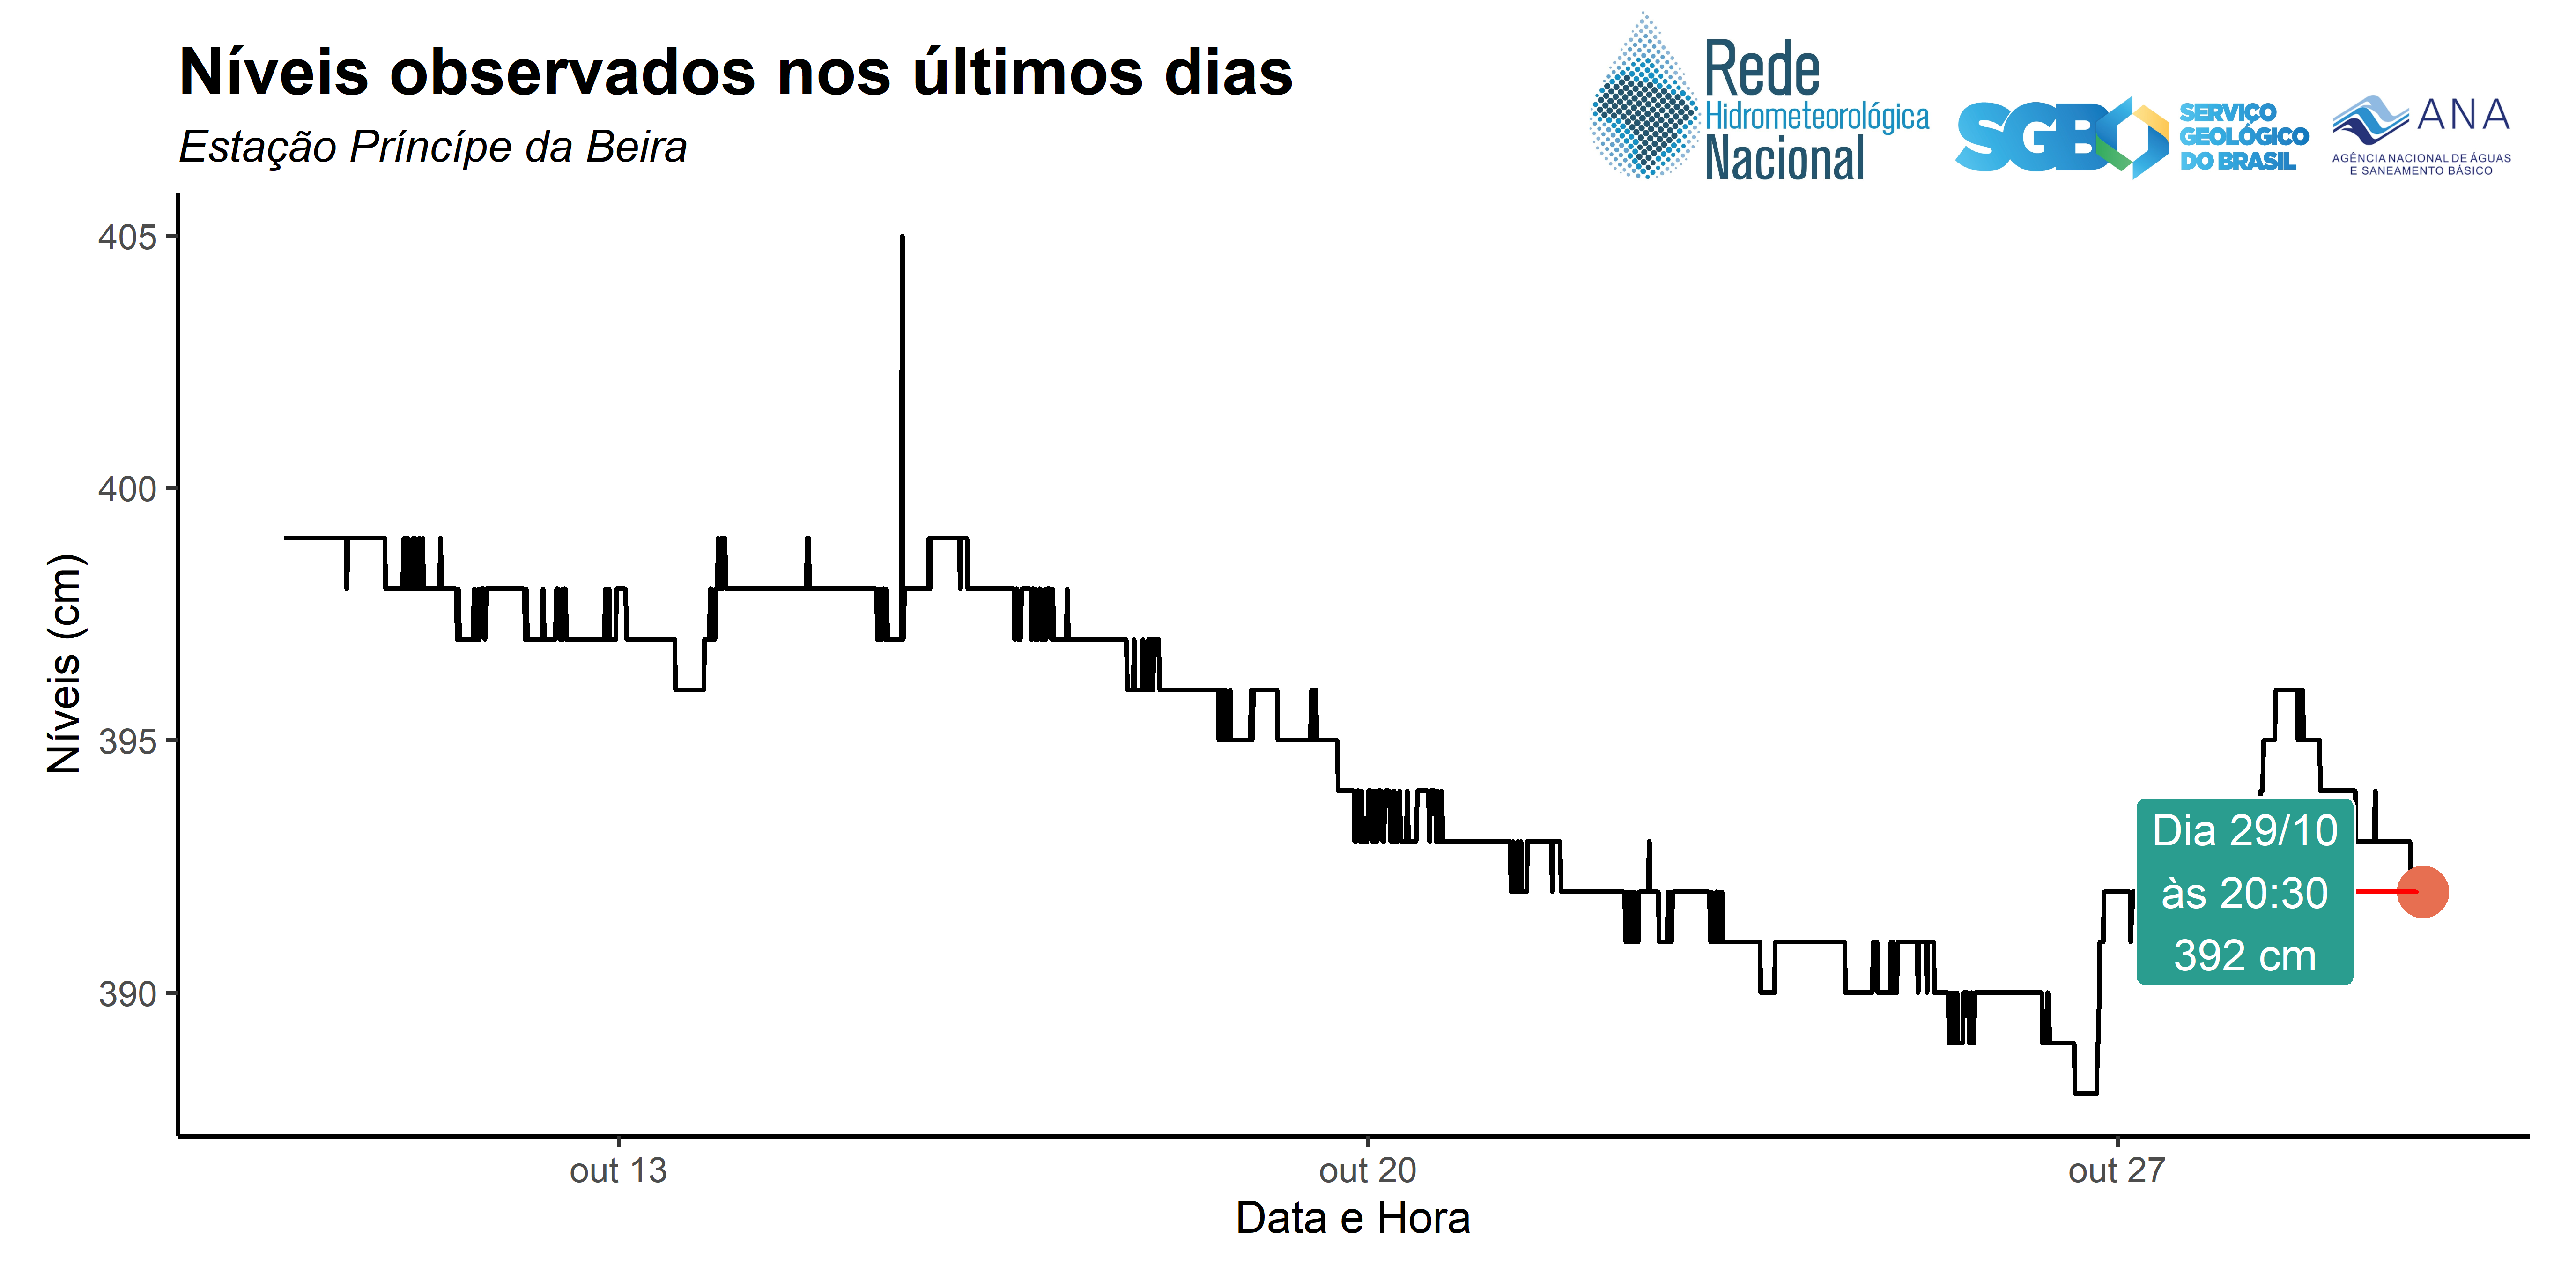 Níveis observados nos últimos dias
Estação Príncípe da Beira
Rede
Hidrometeorológica
Nacional
SGB
SERVIÇO
GEOLÓGICO
DO BRASIL
ANA
AGÊNCIA NACIONAL DE ÁGUAS
E SANEAMENTO BÁSICO
Níveis (cm)
405
400
395
390
Dia 29/10
às 20:30
392 cm
out 13
out 20
out 27
Data e Hora